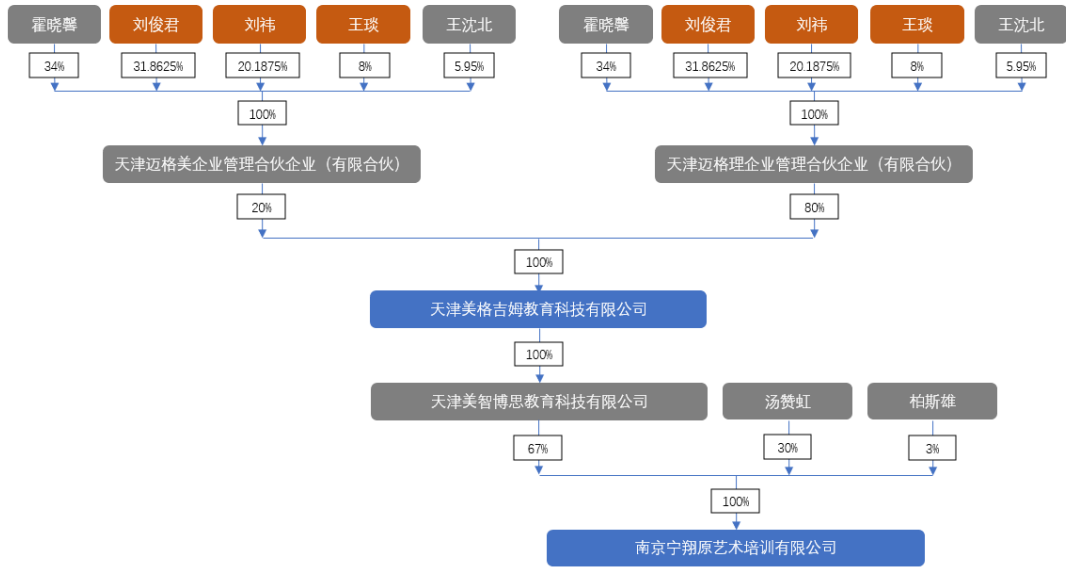 霍晓馨 刘俊君 刘祎 王琰 王沈北 霍晓馨 刘俊君 刘祎 王琰 王沈北
34% 31.8625% 20.1875% 8% 5.95% 34% 31.8625% 20.1875% 8% 5.95%
100% 100%
天津迈格美企业管理合伙企业（有限合伙） 天津迈格理企业管理合伙企业（有限合伙）
20% 80%
100%
天津美格吉姆教育科技有限公司
100%
天津美智博思教育科技有限公司 汤赞虹 柏斯雄
67% 30% 3%
100%
南京宁翔原艺术培训有限公司